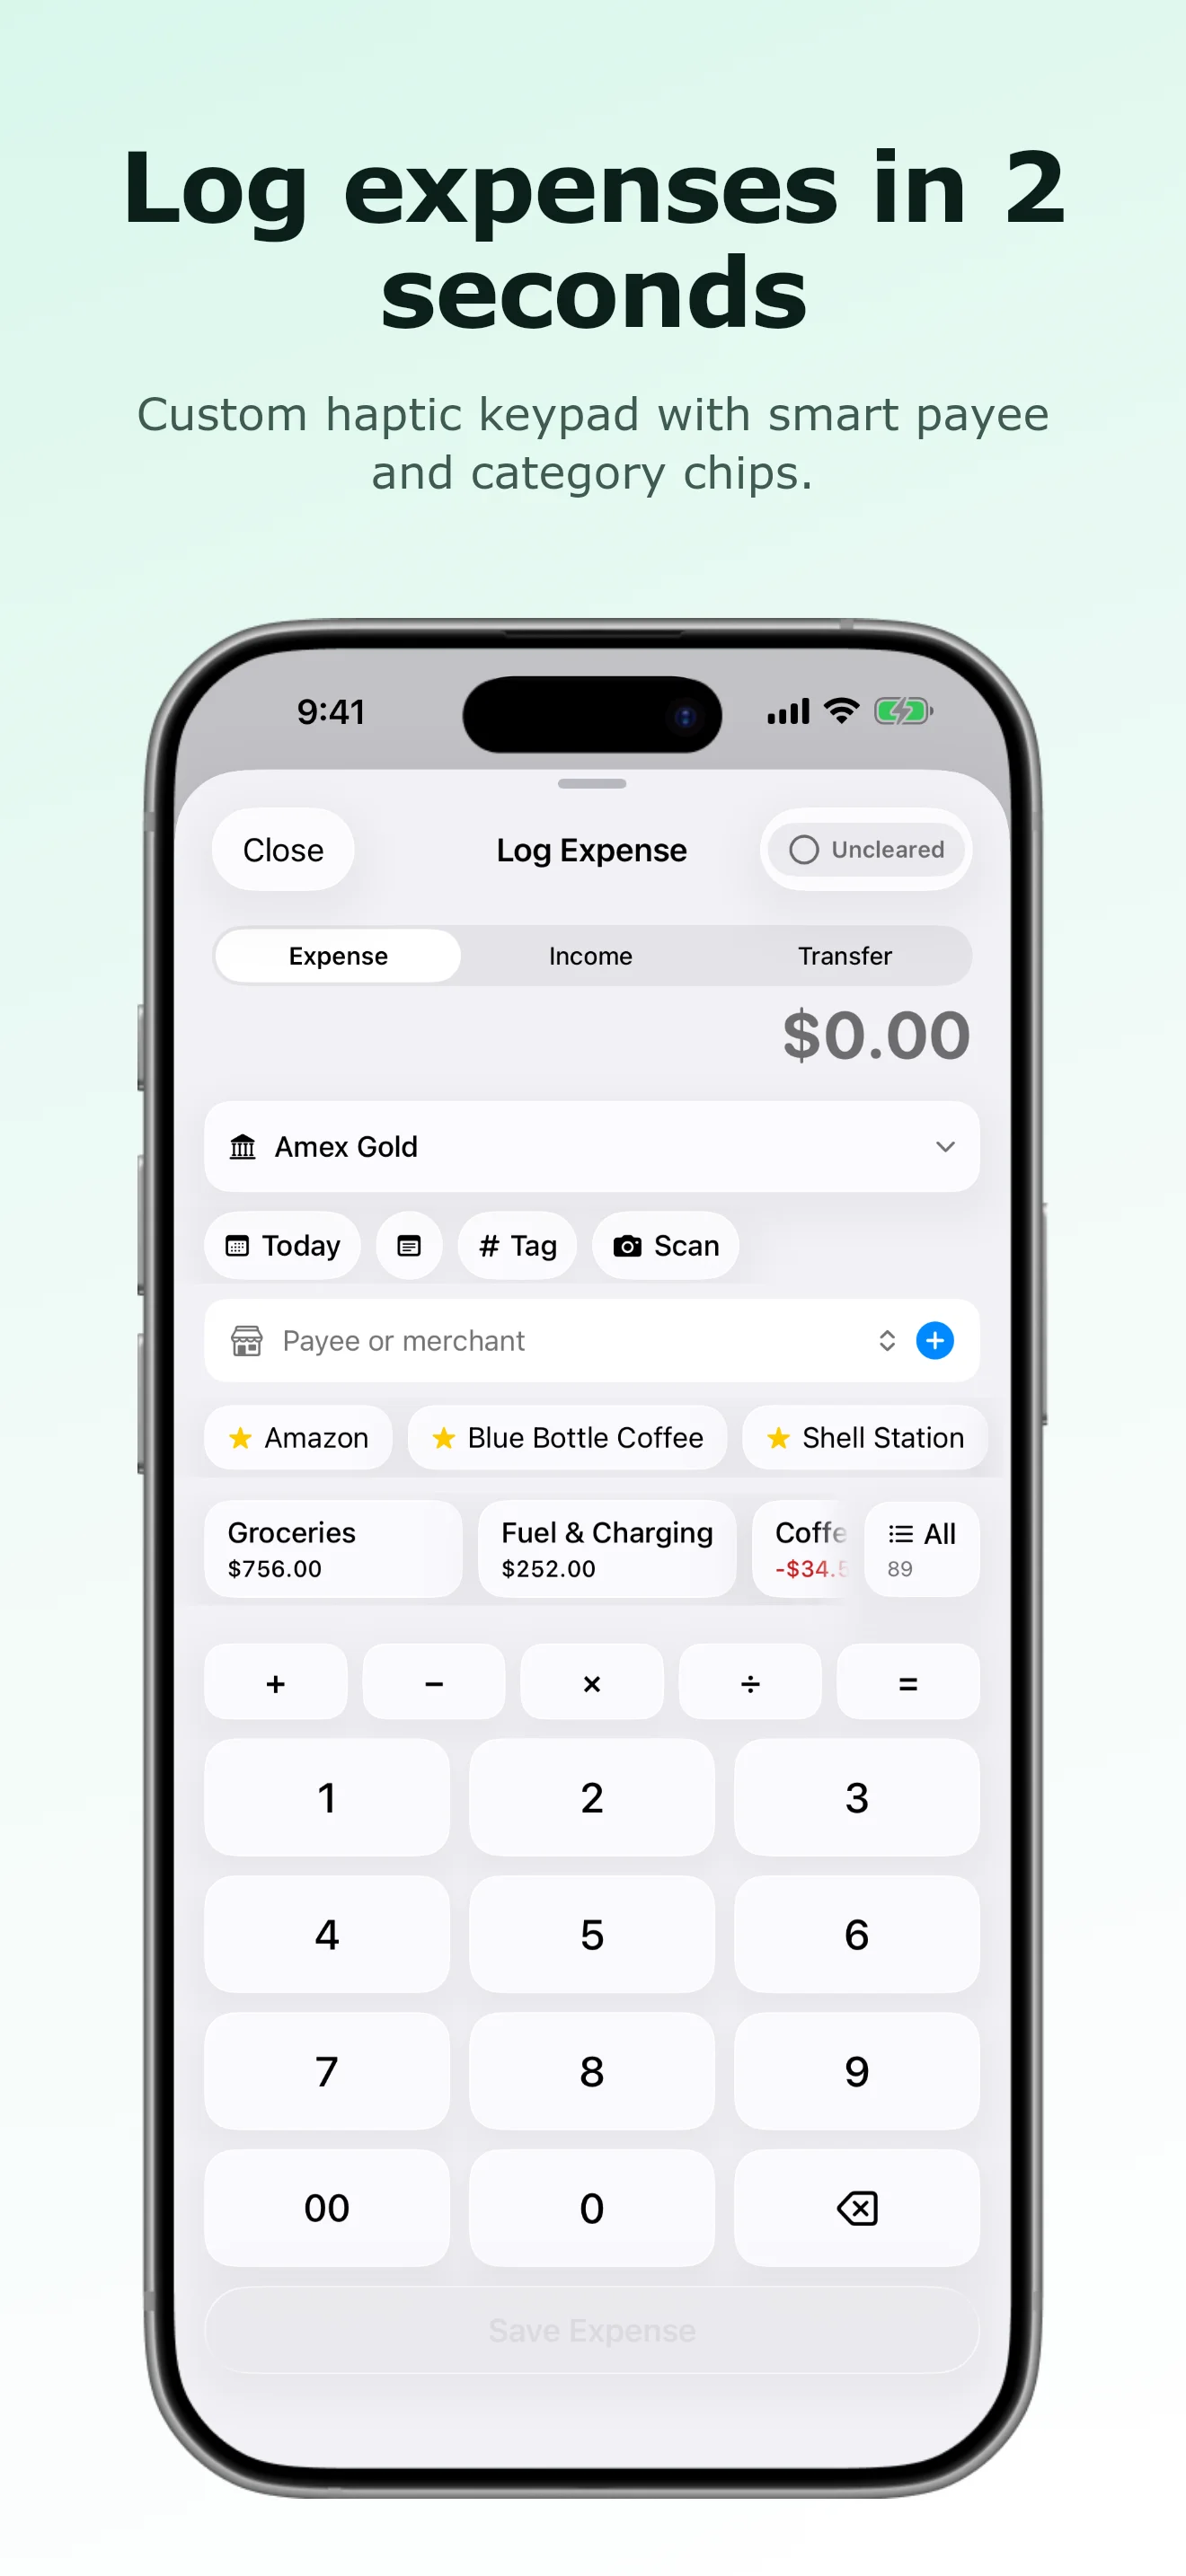 Log expenses in 2
seconds
Custom haptic keypad with smart payee
and category chips.
9:41
Close
Log Expense
Uncleared
Expense
Income
Transfer
$0.00
Amex Gold
Today
# Tag
Scan
Payee or merchant
Amazon
Blue Bottle Coffee
Shell Station
Groceries
$756.00
Fuel & Charging
$252.00
Coffe
-$34.5
All
89
+ − × ÷ =
1 2 3
4 5 6
7 8 9
00 0
Save Expense